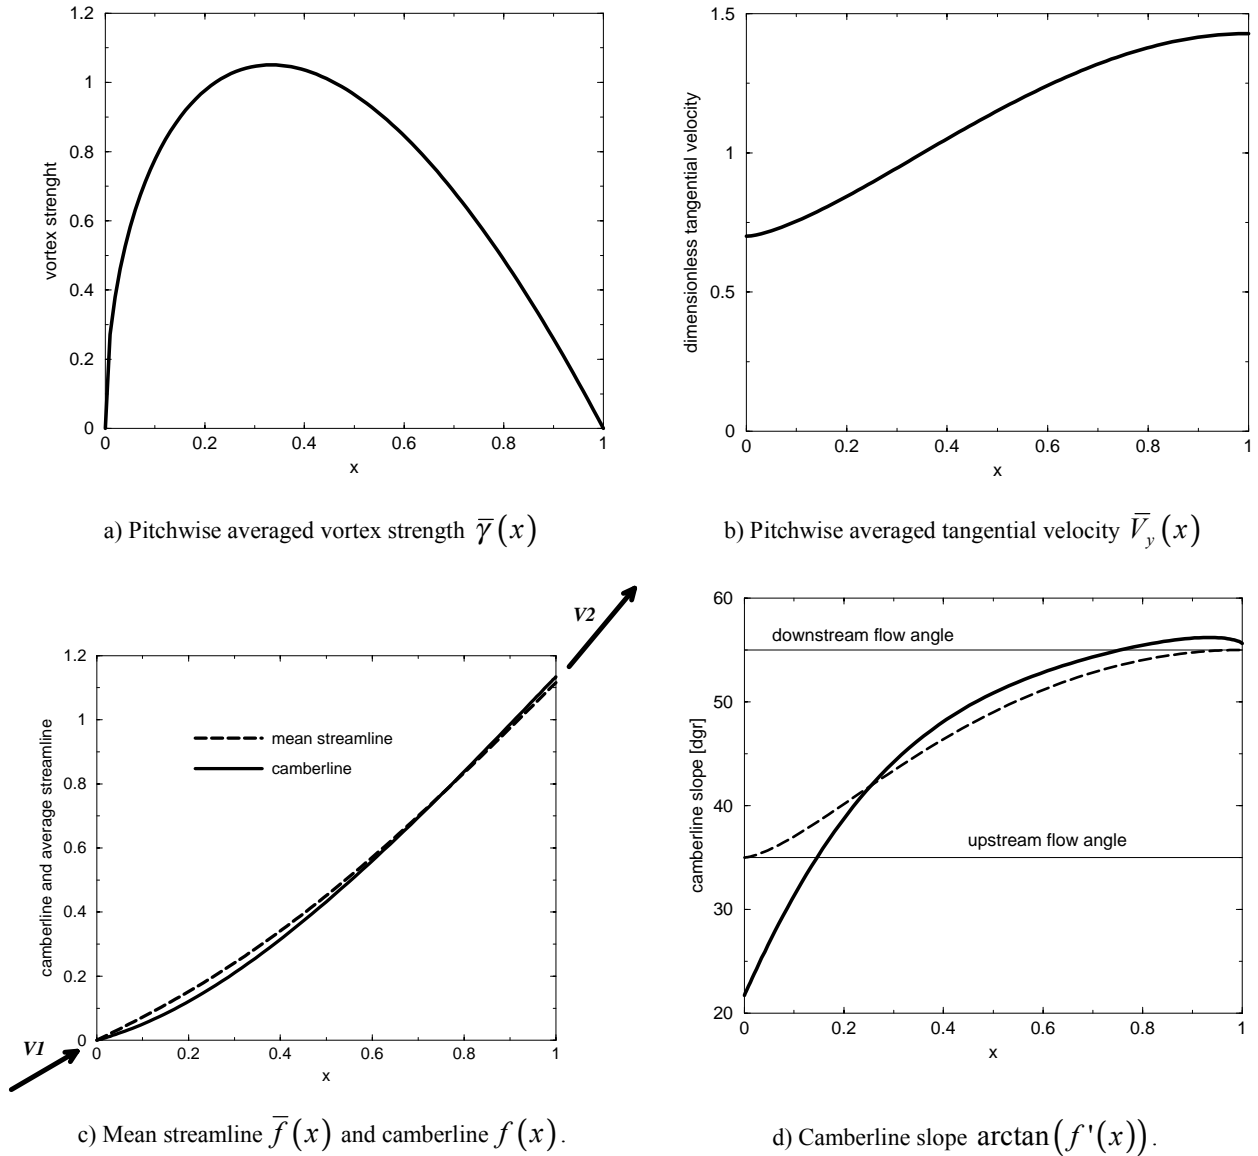 1.2
1
0.8
0.6
0.4
0.2
0
0 0.2 0.4 0.6 0.8 1
vortex strenght
x
a) Pitchwise averaged vortex strength γ̄(x)
1.5
1
0.5
0
0 0.2 0.4 0.6 0.8 1
dimensionless tangential velocity
x
b) Pitchwise averaged tangential velocity V̄_y(x)
V2
1.2
1
0.8
0.6
0.4
0.2
0
0 0.2 0.4 0.6 0.8 1
camberline and average streamline
mean streamline
camberline
V1
x
c) Mean streamline f̄(x) and camberline f(x).
60
50
40
30
20
0 0.2 0.4 0.6 0.8 1
camberline slope [dgr]
downstream flow angle
upstream flow angle
x
d) Camberline slope arctan(f'(x)).